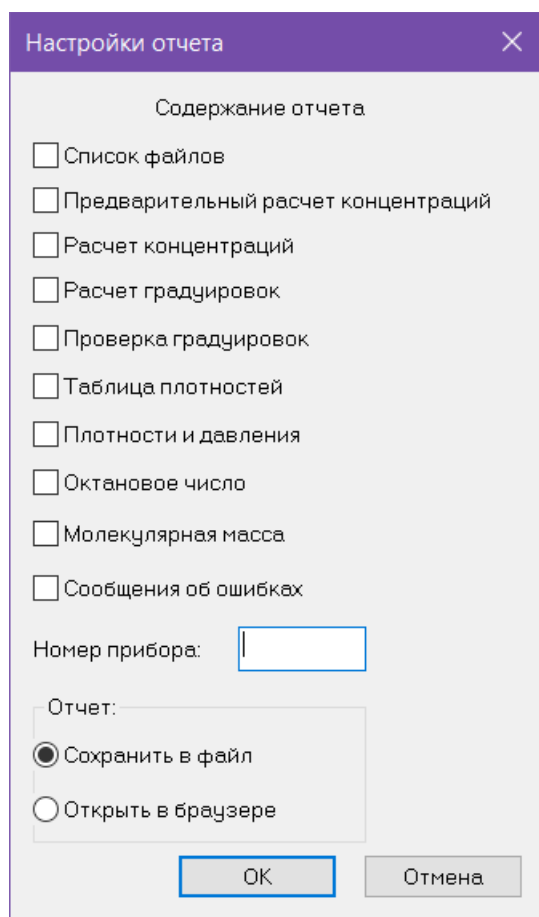 Настройки отчета
Содержание отчета
Список файлов
Предварительный расчет концентраций
Расчет концентраций
Расчет градуировок
Проверка градуировок
Таблица плотностей
Плотности и давления
Октановое число
Молекулярная масса
Сообщения об ошибках
Номер прибора:
Отчет:
Сохранить в файл
Открыть в браузере
ОК Отмена